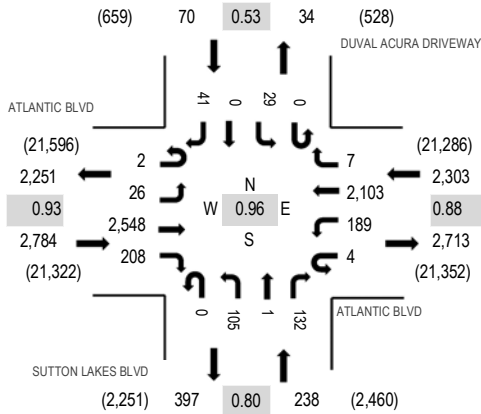 (659) 70 0.53 34 (528)
DUVAL ACURA DRIVEWAY
41 0 29 0
ATLANTIC BLVD
(21,596) (21,286)
2 7
2,251 2,303
26 N 2,103
0.93 W 0.96 E 0.88
2,548 189
2,784 S 2,713
208 4
(21,322) (21,352)
0 105 1 132
ATLANTIC BLVD
SUTTON LAKES BLVD
(2,251) 397 0.80 238 (2,460)